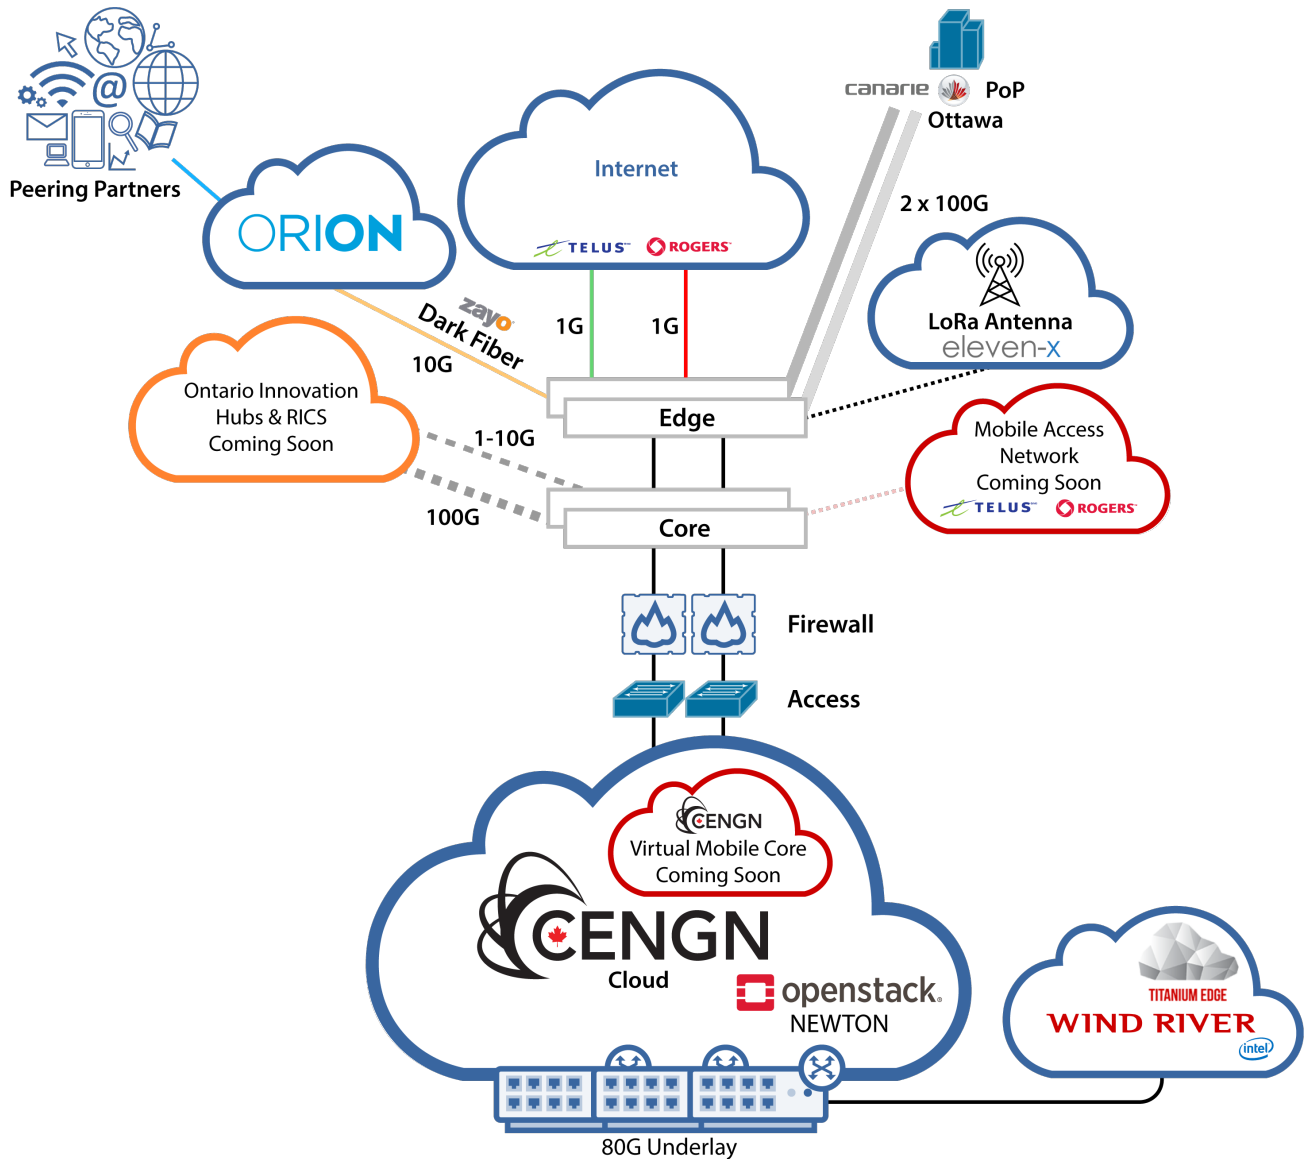 Peering Partners
ORION
Internet
TELUS
ROGERS
canarie
PoP
Ottawa
2 x 100G
zayo
Dark Fiber
10G
1G
1G
LoRa Antenna
eleven-x
Ontario Innovation
Hubs & RICS
Coming Soon
1-10G
100G
Edge
Core
Mobile Access
Network
Coming Soon
TELUS
ROGERS
Firewall
Access
CENGN
Virtual Mobile Core
Coming Soon
CENGN
Cloud
openstack.
NEWTON
TITANIUM EDGE
WIND RIVER
intel
80G Underlay
@